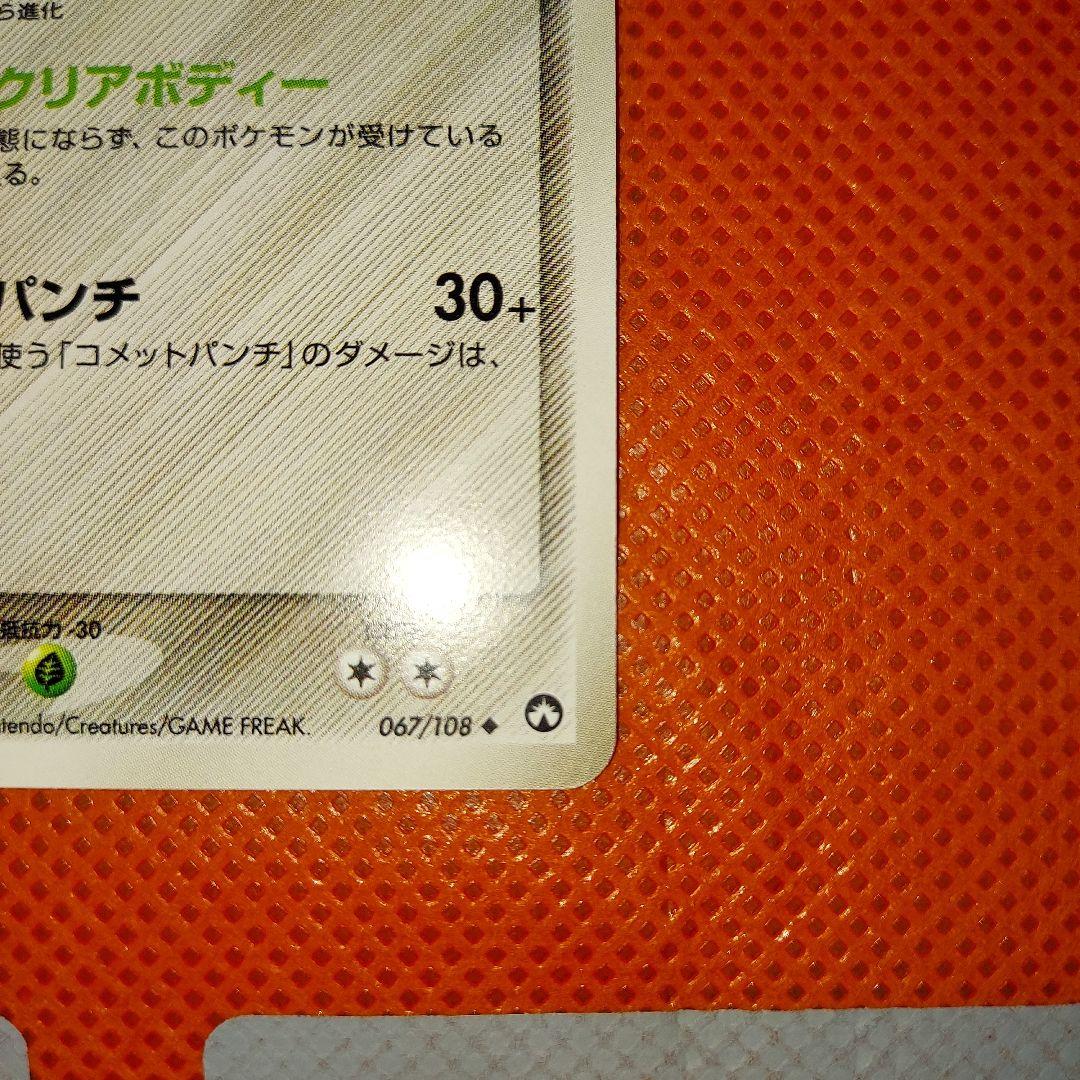 ら進化
クリアボディー
態にならず、このポケモンが受けている
る。
パンチ 30+
使う「コメットパンチ」のダメージは、
抵抗力 -30
ntendo/Creatures/GAME FREAK. 067/108 ◆